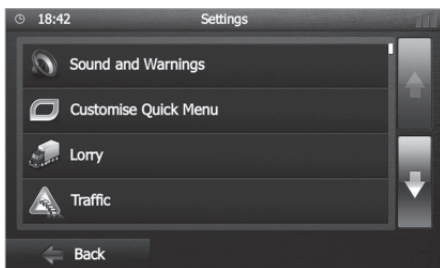 18:42 Settings
Sound and Warnings
Customise Quick Menu
Lorry
Traffic
Back